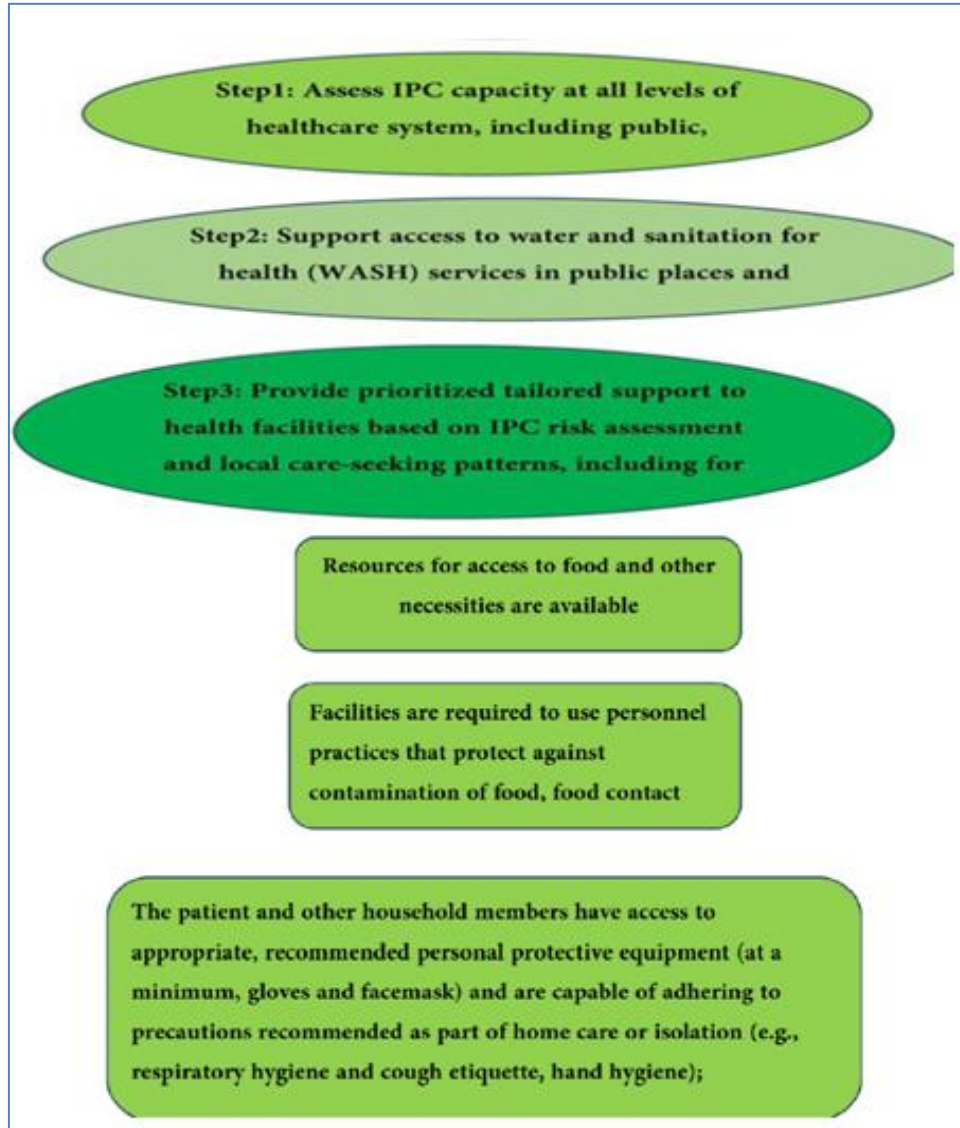 Step1: Assess IPC capacity at all levels of
healthcare system, including public,
Step2: Support access to water and sanitation for
health (WASH) services in public places and
Step3: Provide prioritized tailored support to
health facilities based on IPC risk assessment
and local care-seeking patterns, including for
Resources for access to food and other
necessities are available
Facilities are required to use personnel
practices that protect against
contamination of food, food contact
The patient and other household members have access to
appropriate, recommended personal protective equipment (at a
minimum, gloves and facemask) and are capable of adhering to
precautions recommended as part of home care or isolation (e.g.,
respiratory hygiene and cough etiquette, hand hygiene);